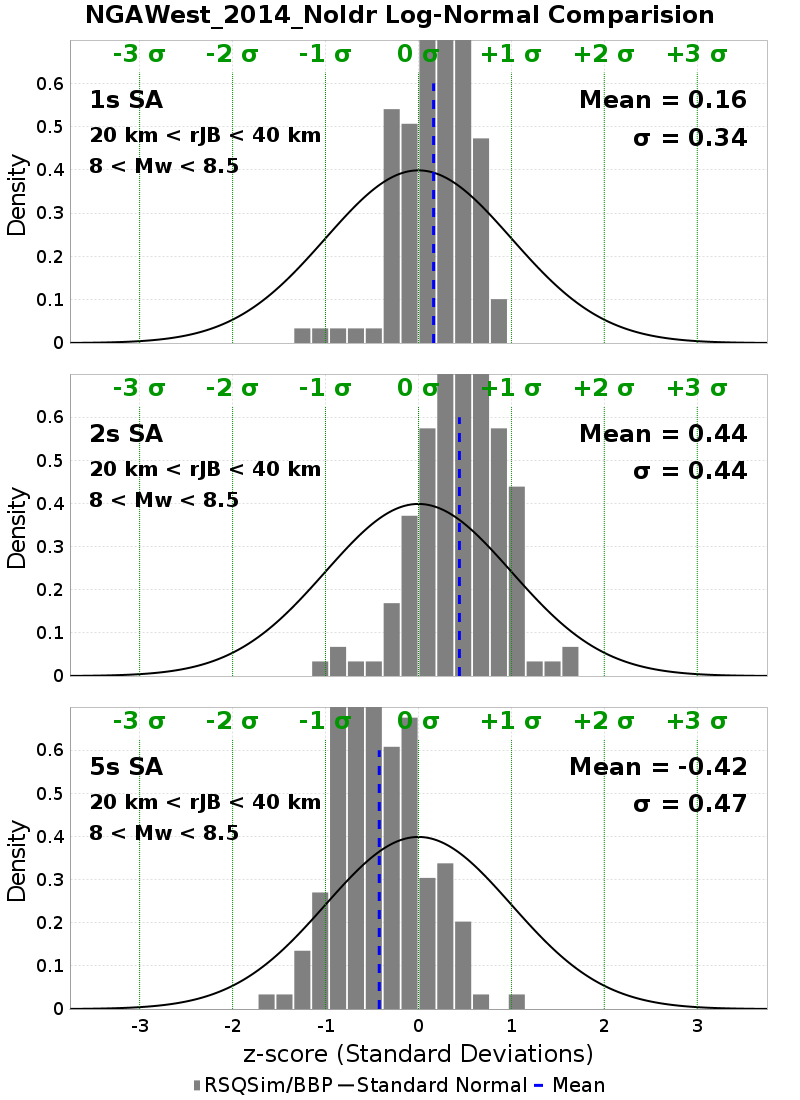 NGAWest_2014_NoIdr Log-Normal Comparision
-3 σ -2 σ -1 σ 0 σ +1 σ +2 σ +3 σ
0.6
1s SA Mean = 0.16
0.5
20 km < rJB < 40 km σ = 0.34
8 < Mw < 8.5
0.4
0.3
0.2
0.1
0
Density
-3 σ -2 σ -1 σ 0 σ +1 σ +2 σ +3 σ
0.6
2s SA Mean = 0.44
0.5
20 km < rJB < 40 km σ = 0.44
8 < Mw < 8.5
0.4
0.3
0.2
0.1
0
Density
-3 σ -2 σ -1 σ 0 σ +1 σ +2 σ +3 σ
0.6
5s SA Mean = -0.42
0.5
20 km < rJB < 40 km σ = 0.47
8 < Mw < 8.5
0.4
0.3
0.2
0.1
0
Density
-3 -2 -1 0 1 2 3
z-score (Standard Deviations)
RSQSim/BBP Standard Normal Mean